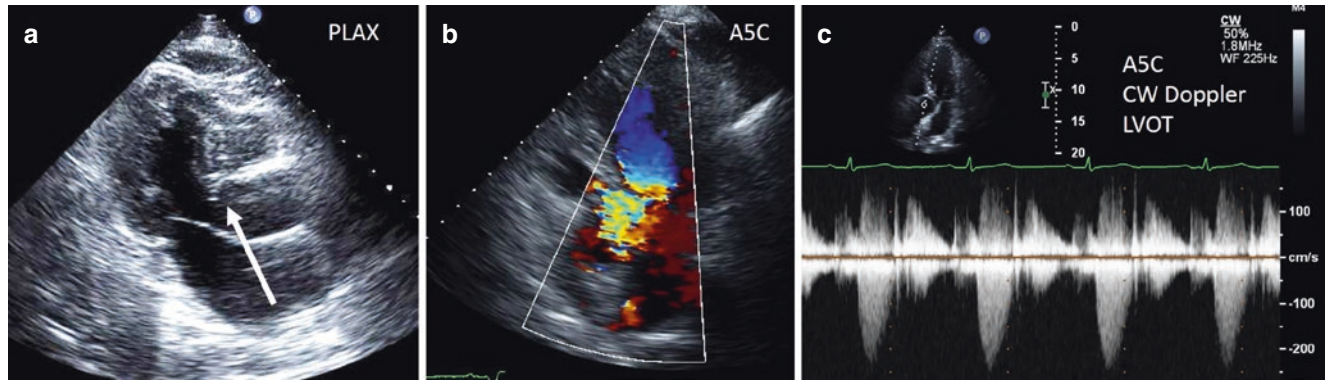 a
PLAX
P
b
A5C
c
P
0
5
10
15
20
x
A5C
CW Doppler
LVOT
CW
50%
1.8MHz
WF 225Hz
M4
100
cm/s
-100
-200